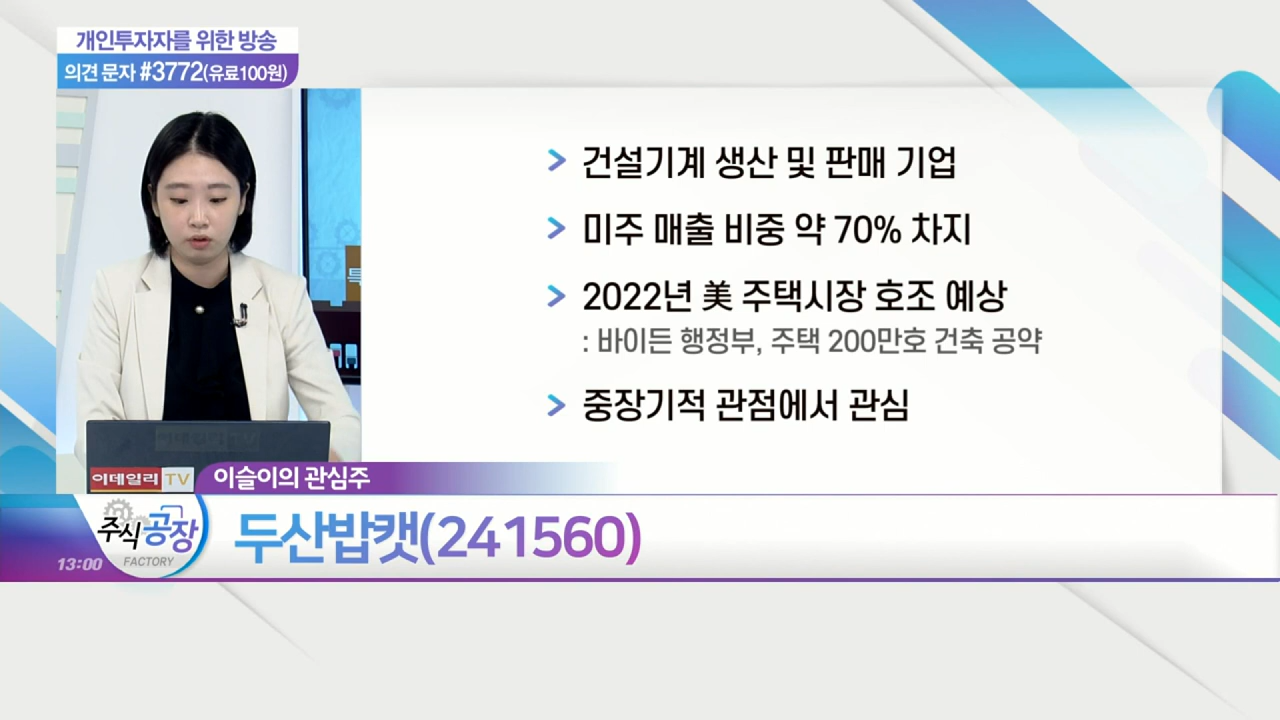 개인투자자를 위한 방송
의견 문자 #3772(유료100원)
> 건설기계 생산 및 판매 기업
> 미주 매출 비중 약 70% 차지
> 2022년 美 주택시장 호조 예상
: 바이든 행정부, 주택 200만호 건축 공약
> 중장기적 관점에서 관심
이데일리 TV
이슬이의 관심주
주식공장
FACTORY
13:00
두산밥캣(241560)